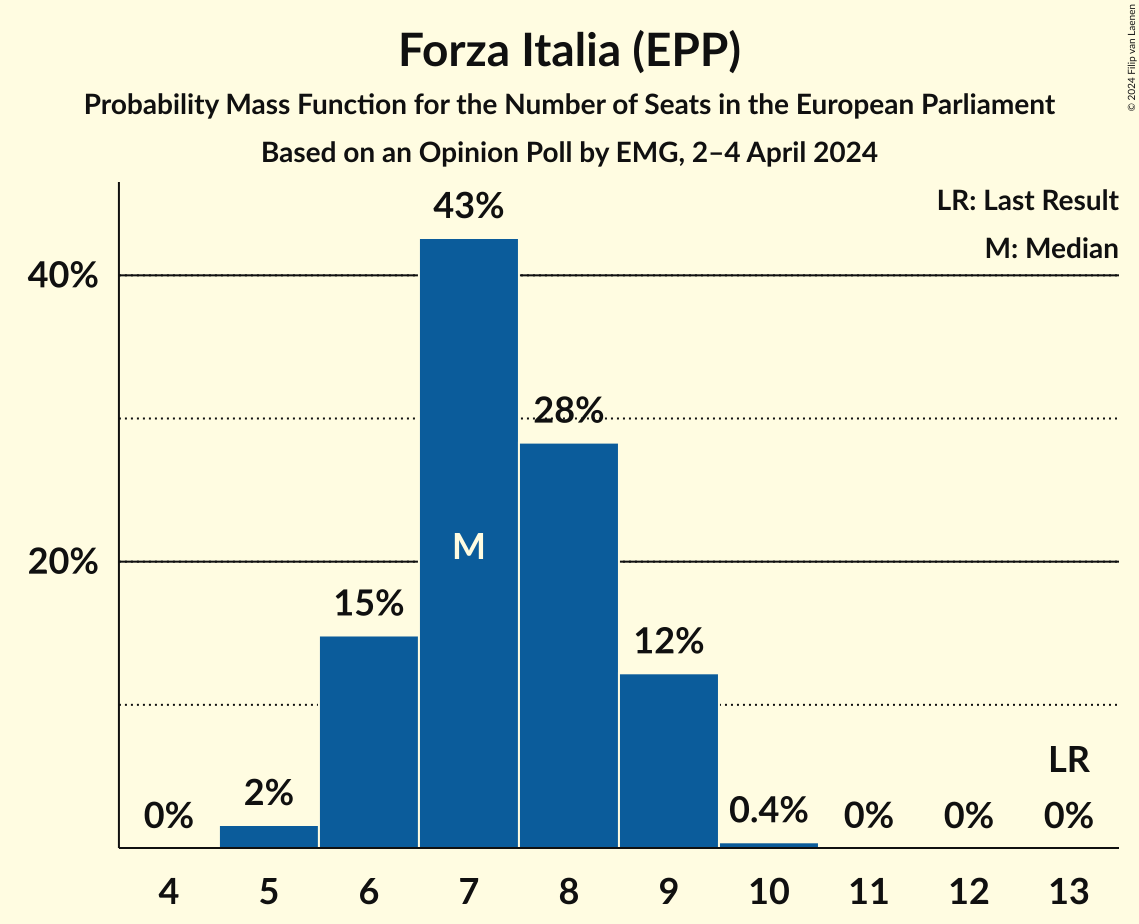 Forza Italia (EPP)
Probability Mass Function for the Number of Seats in the European Parliament
Based on an Opinion Poll by EMG, 2–4 April 2024
© 2024 Filip van Laenen
LR: Last Result
M: Median
43%
40%
28%
M
20%
15%
12%
LR
0%
2%
0.4%
0%
0%
0%
4 5 6 7 8 9 10 11 12 13